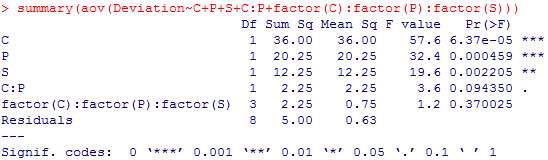 > summary(aov(Deviation~C+P+S+C:P+factor(C):factor(P):factor(S)))
Df Sum Sq Mean Sq F value Pr(>F)
C 1 36.00 36.00 57.6 6.37e-05 ***
P 1 20.25 20.25 32.4 0.000459 ***
S 1 12.25 12.25 19.6 0.002205 **
C:P 1 2.25 2.25 3.6 0.094350 .
factor(C):factor(P):factor(S) 3 2.25 0.75 1.2 0.370025
Residuals 8 5.00 0.63
---
Signif. codes: 0 ‘***’ 0.001 ‘**’ 0.01 ‘*’ 0.05 ‘.’ 0.1 ‘ ’ 1